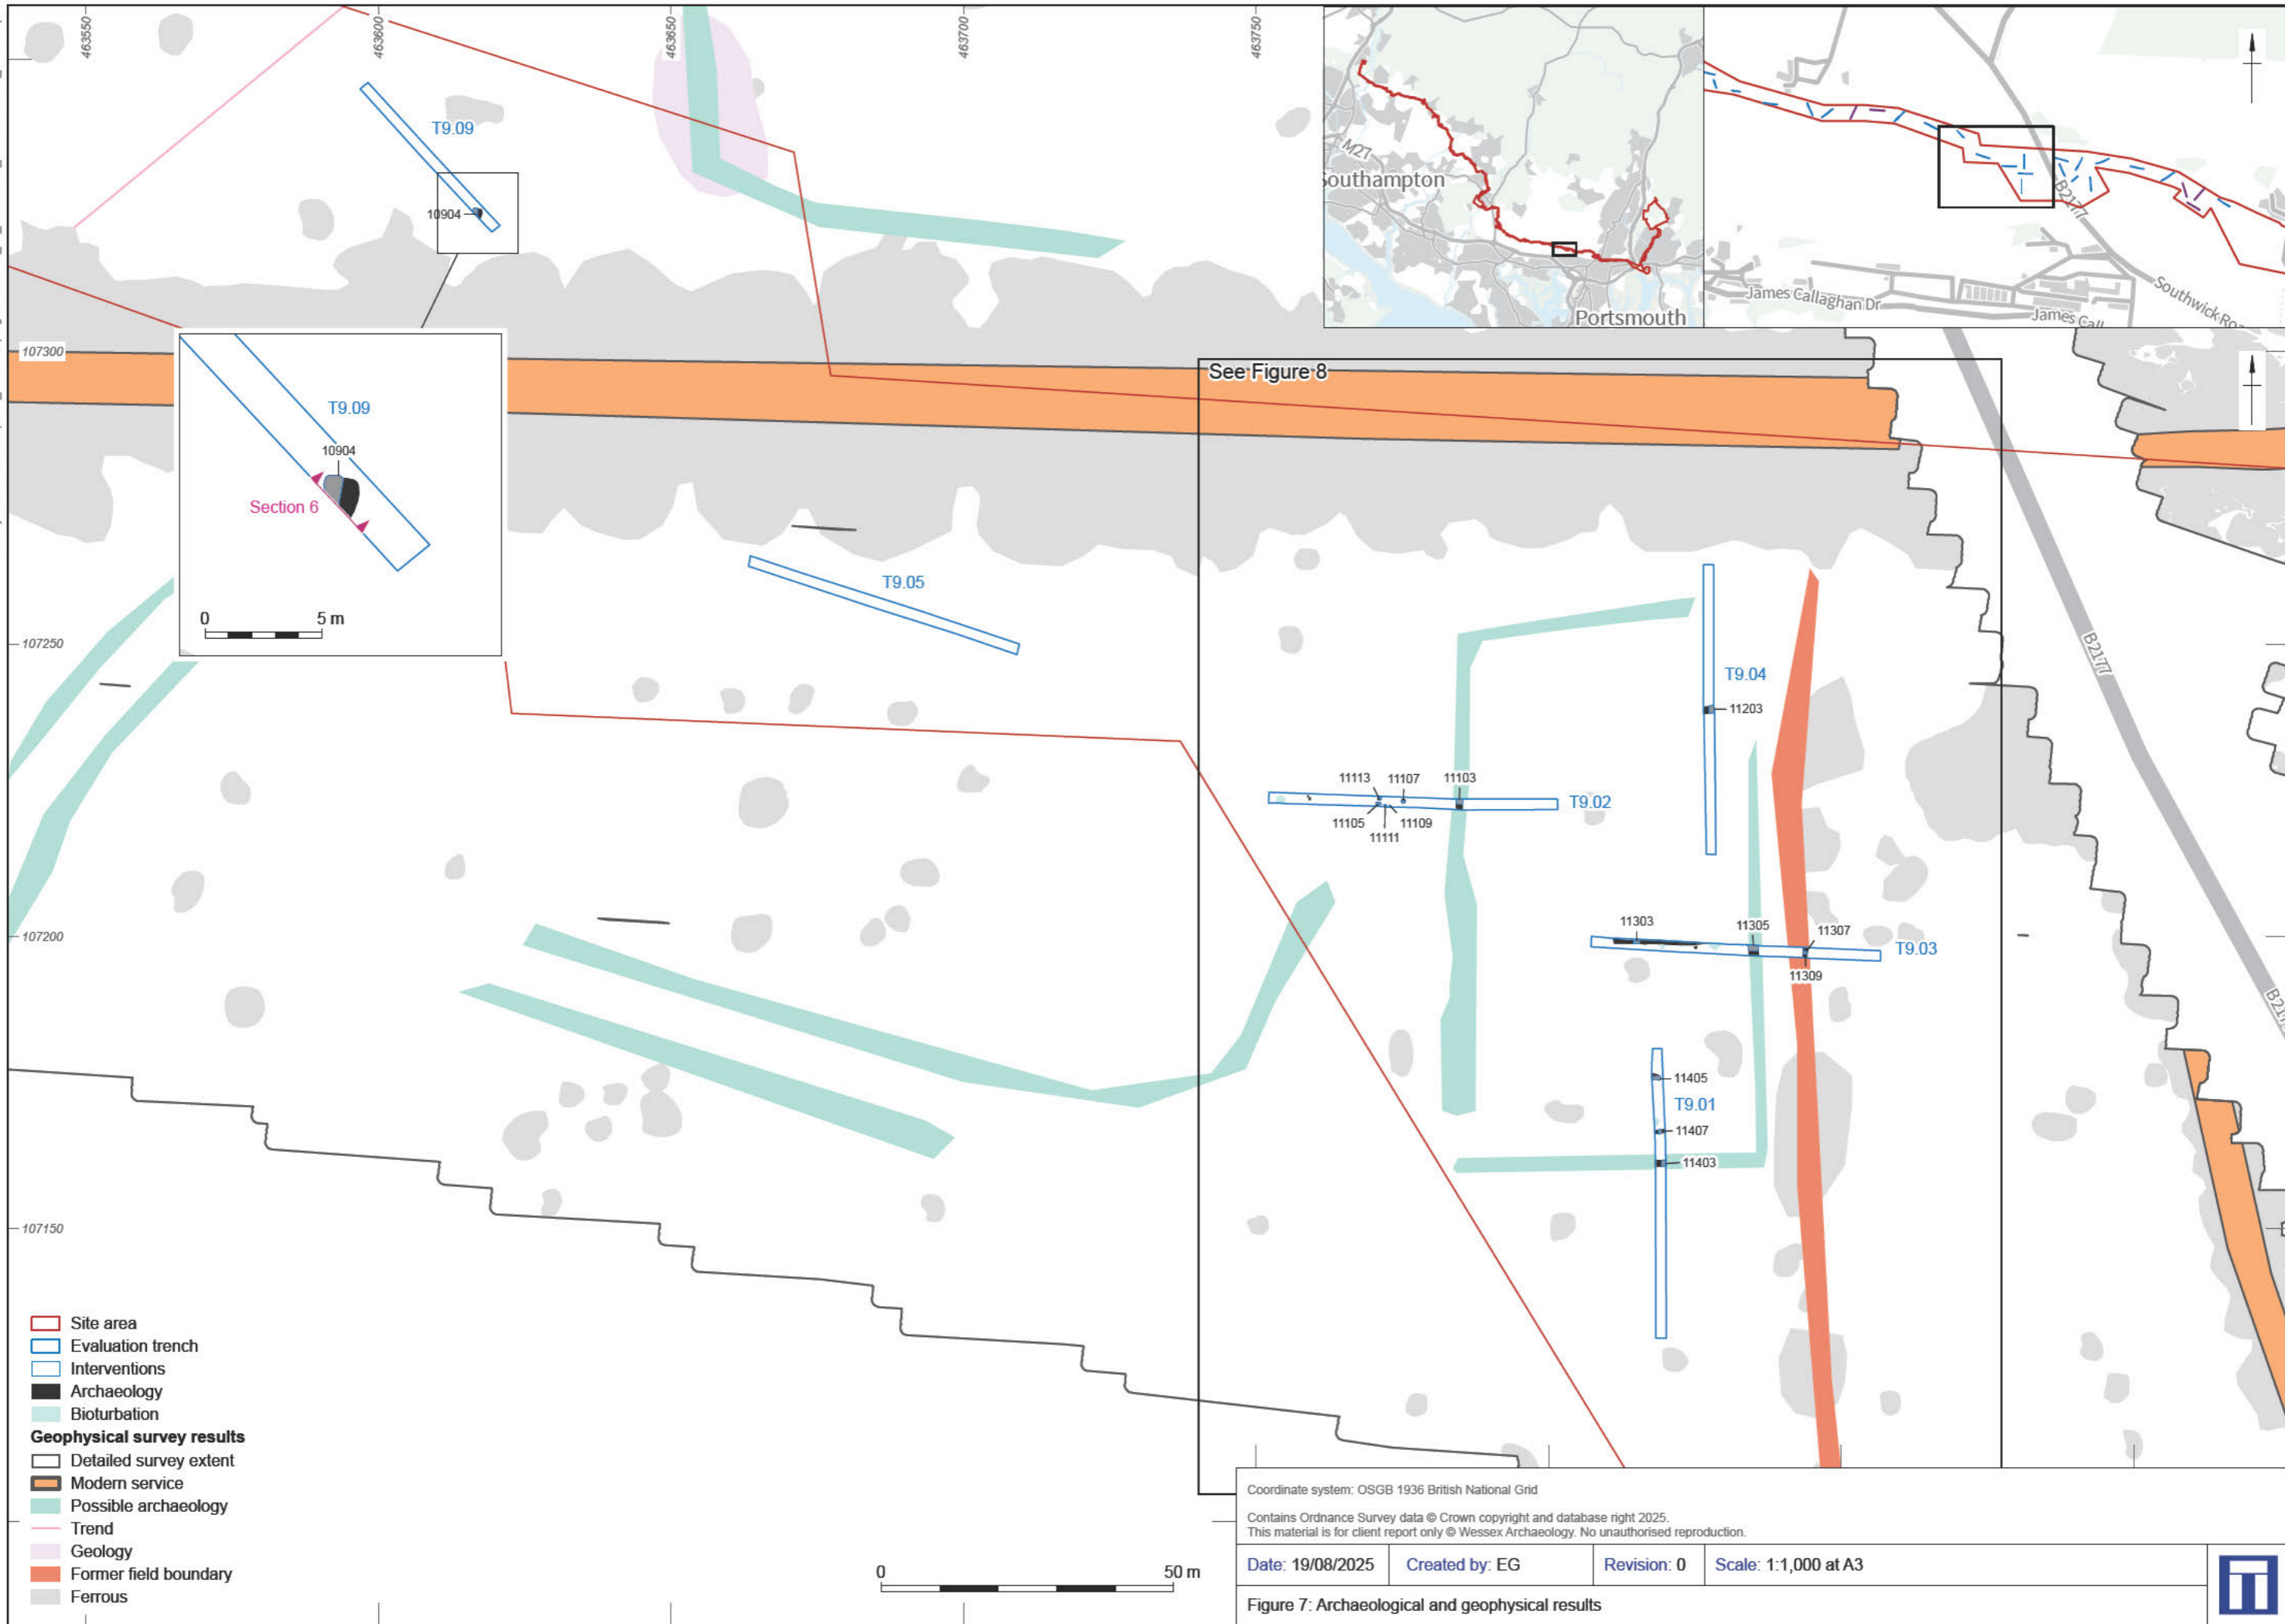 463550
463600
463650
463700
463750
107300
107250
107200
107150
M27
Southampton
Portsmouth
B2177
James Callaghan Dr
James Call
Southwick Roa
T9.09
10904
T9.09
10904
Section 6
0 5 m
See Figure 8
T9.05
B2177
T9.04
11203
11113
11107
11103
T9.02
11105
11109
11111
11303
11305
11307
T9.03
11309
11405
T9.01
11407
11403
Site area
Evaluation trench
Interventions
Archaeology
Bioturbation
Geophysical survey results
Detailed survey extent
Modern service
Possible archaeology
Trend
Geology
Former field boundary
Ferrous
0 50 m
Coordinate system: OSGB 1936 British National Grid
Contains Ordnance Survey data © Crown copyright and database right 2025.
This material is for client report only © Wessex Archaeology. No unauthorised reproduction.
Date: 19/08/2025 Created by: EG Revision: 0 Scale: 1:1,000 at A3
Figure 7: Archaeological and geophysical results